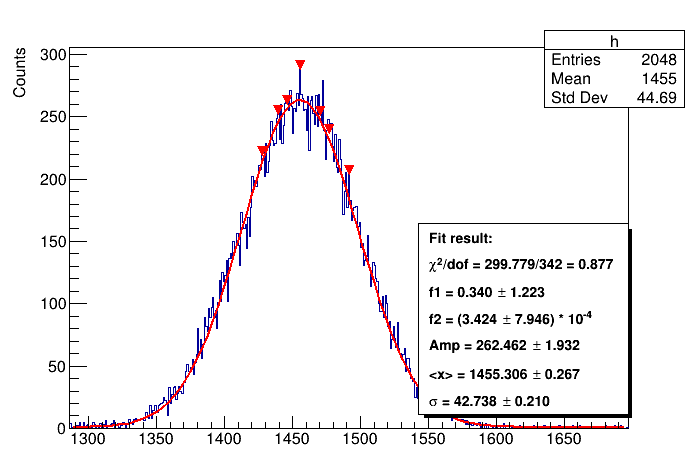 h
Entries 2048
Mean 1455
Std Dev 44.69
Counts
300
250
200
150
100
50
0
Fit result:
χ²/dof = 299.779/342 = 0.877
f1 = 0.340 ± 1.223
f2 = (3.424 ± 7.946) * 10⁻⁴
Amp = 262.462 ± 1.932
<x> = 1455.306 ± 0.267
σ = 42.738 ± 0.210
1300 1350 1400 1450 1500 1550 1600 1650